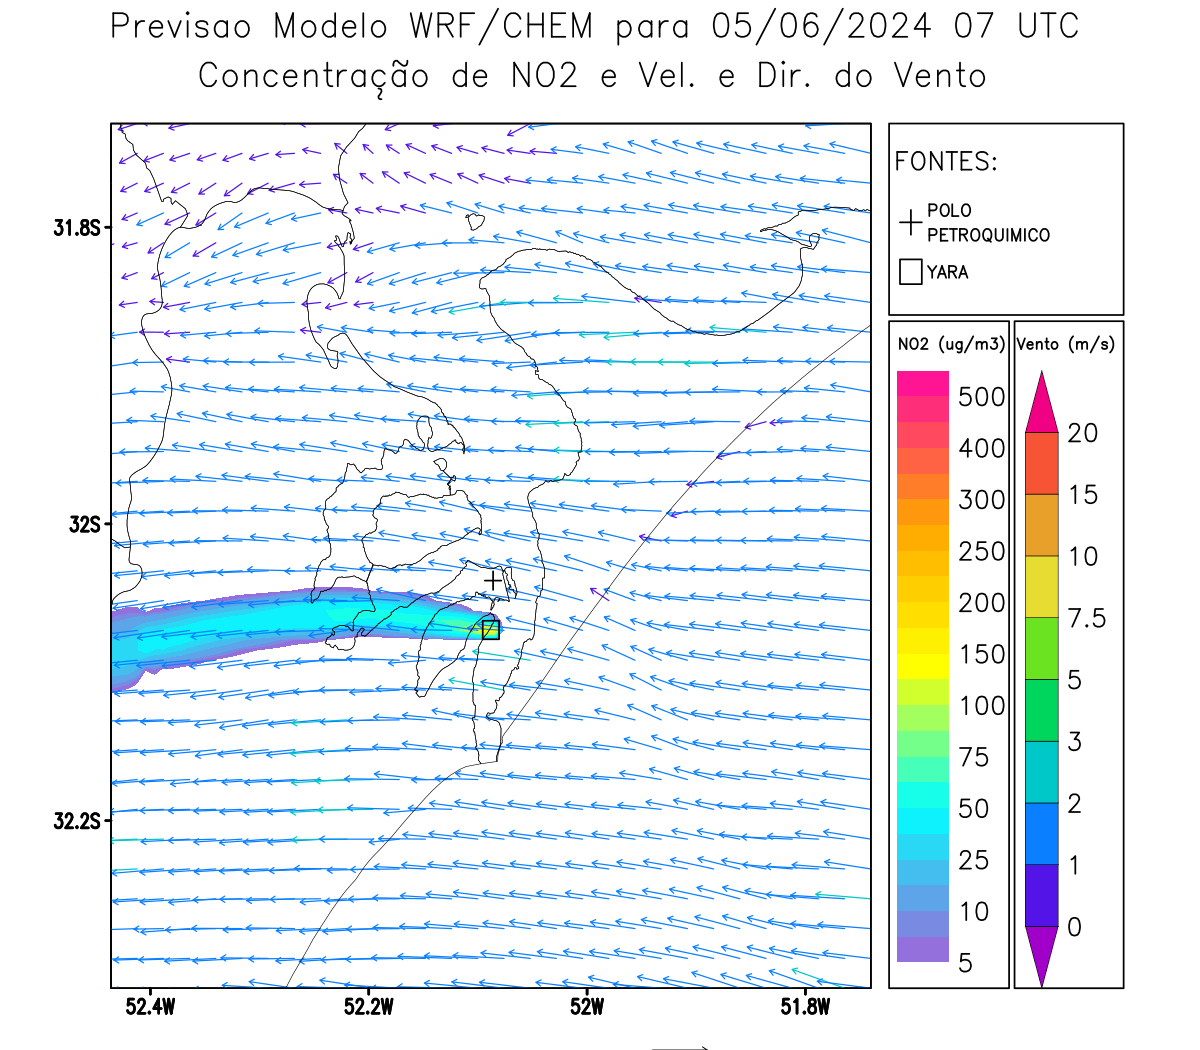 Previsao Modelo WRF/CHEM para 05/06/2024 07 UTC
Concentração de NO2 e Vel. e Dir. do Vento
FONTES:
POLO
PETROQUIMICO
YARA
NO2 (ug/m3)
500
400
300
250
200
150
100
75
50
25
10
5
Vento (m/s)
20
15
10
7.5
5
3
2
1
0
31.8S
32S
32.2S
52.4W
52.2W
52W
51.8W